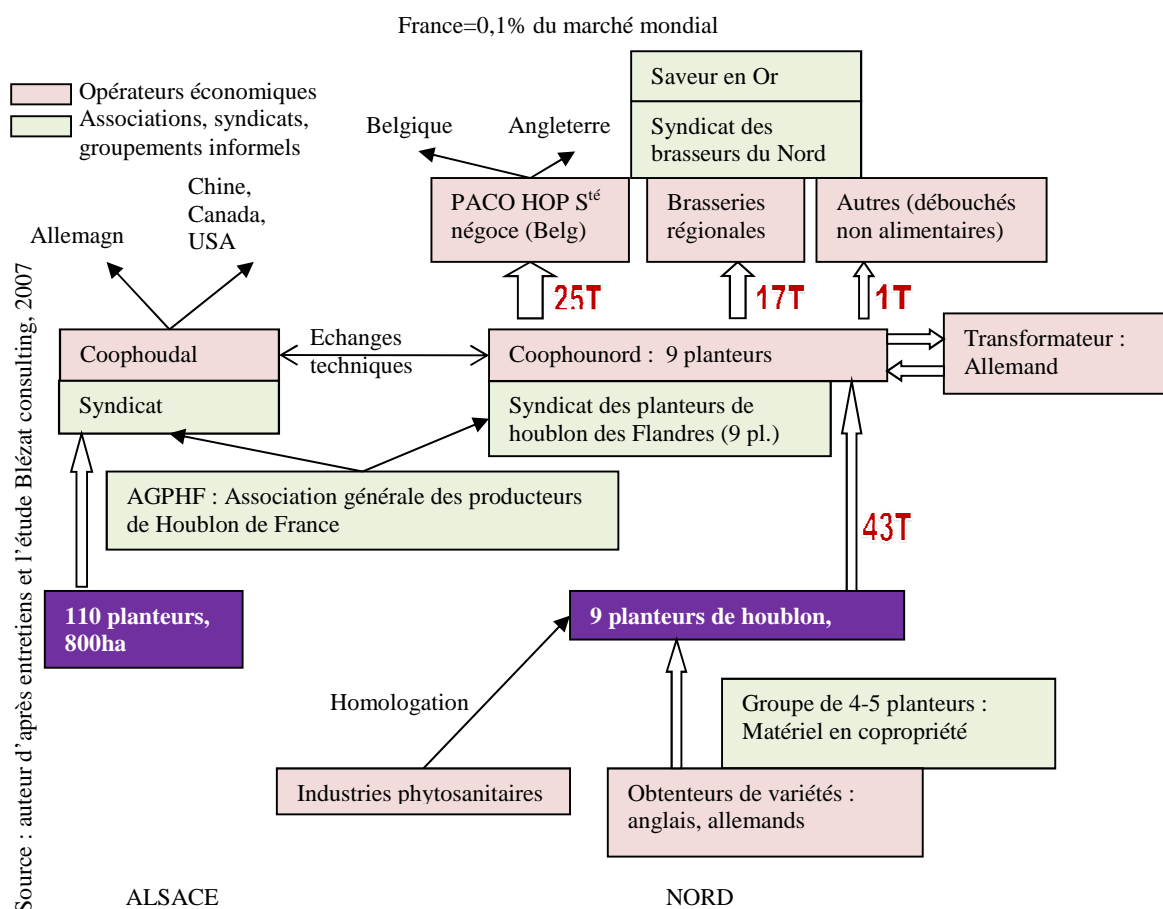 France=0,1% du marché mondial
Opérateurs économiques
Associations, syndicats,
groupements informels
Saveur en Or
Syndicat des
brasseurs du Nord
Belgique
Angleterre
Chine,
Canada,
USA
Allemagn
PACO HOP Sté
négoce (Belg)
Brasseries
régionales
Autres (débouchés
non alimentaires)
25T
17T
1T
Coophoudal
Syndicat
Echanges
techniques
Coophounord : 9 planteurs
Syndicat des planteurs de
houblon des Flandres (9 pl.)
Transformateur :
Allemand
AGPHF : Association générale des producteurs
de Houblon de France
43T
110 planteurs,
800ha
9 planteurs de houblon,
Homologation
Groupe de 4-5 planteurs :
Matériel en copropriété
Industries phytosanitaires
Obtenteurs de variétés :
anglais, allemands
ALSACE
NORD
Source : auteur d’après entretiens et l’étude Blézat consulting, 2007